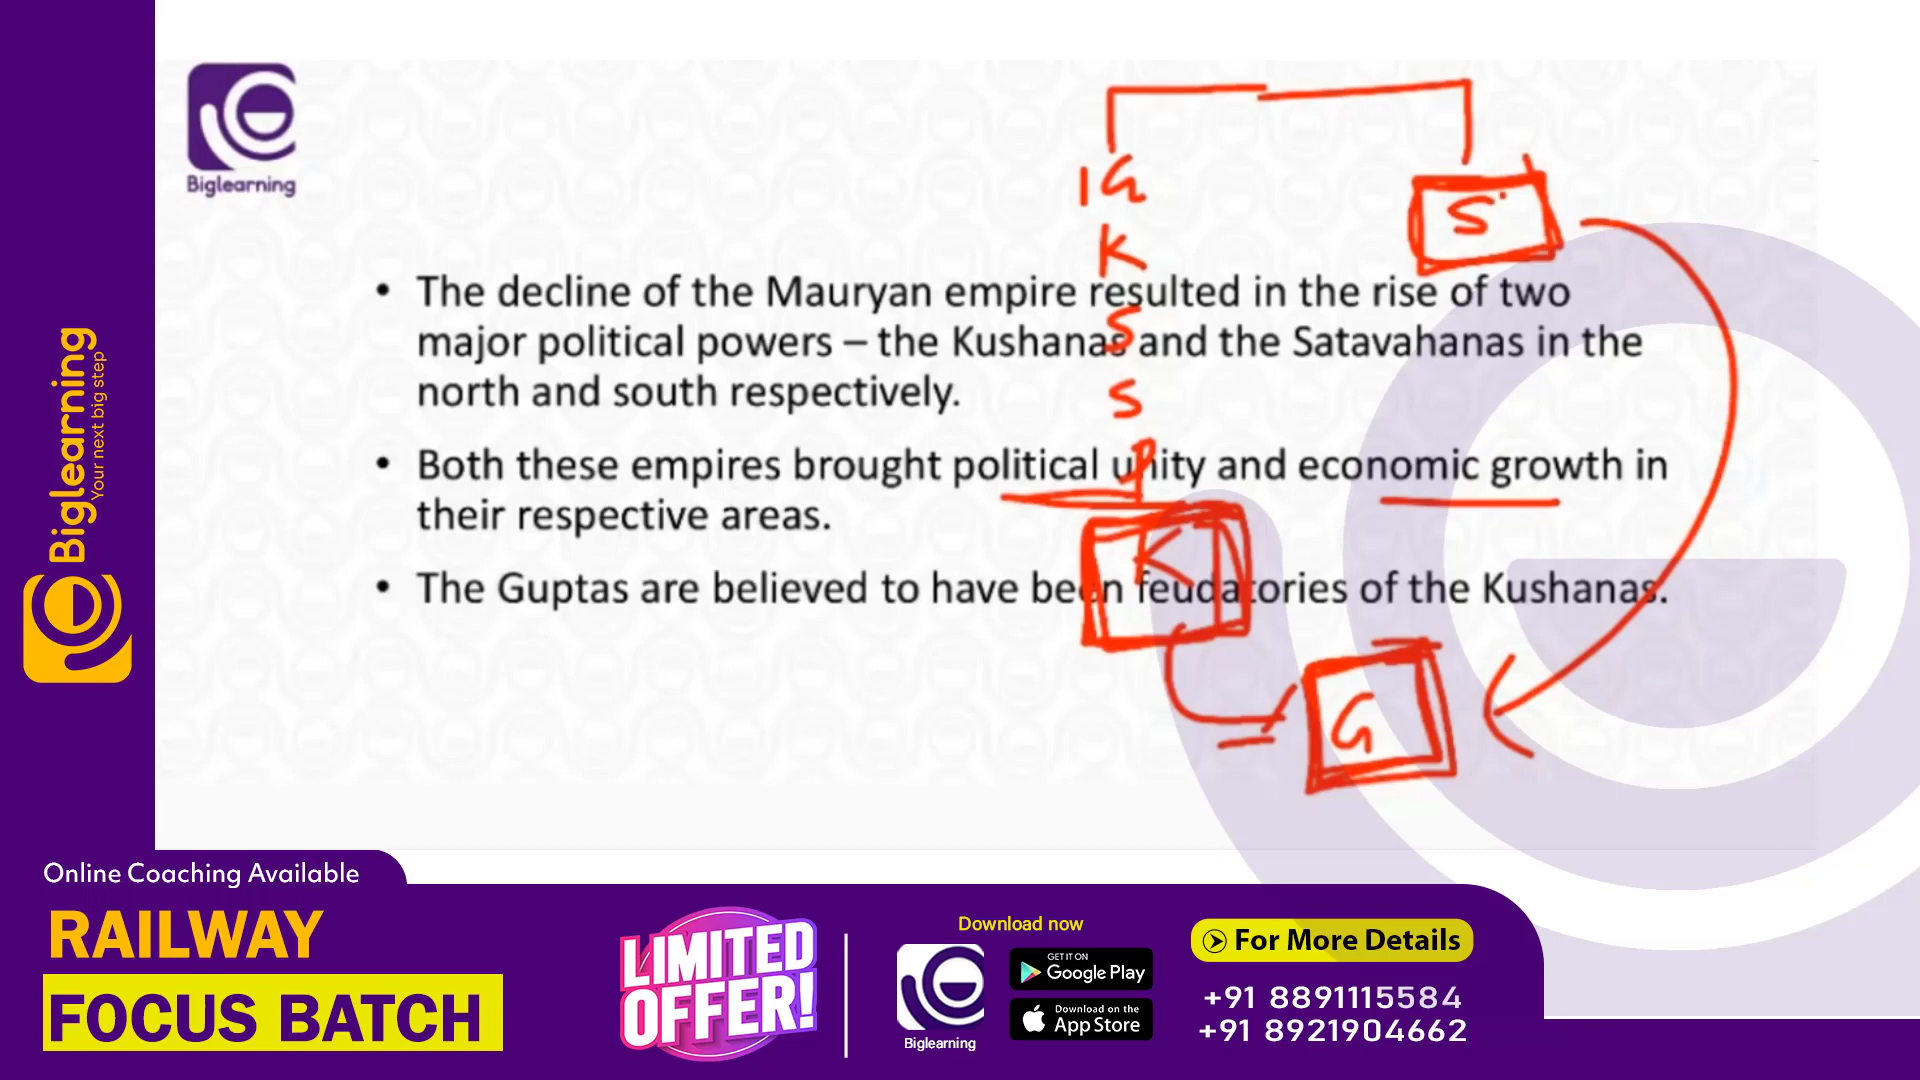 Biglearning
IG
K
S
S
P
K
S
G
• The decline of the Mauryan empire resulted in the rise of two
major political powers – the Kushanas and the Satavahanas in the
north and south respectively.
• Both these empires brought political unity and economic growth in
their respective areas.
• The Guptas are believed to have been feudatories of the Kushanas.
Biglearning
Your next big step
Online Coaching Available
RAILWAY
FOCUS BATCH
LIMITED
OFFER!
Download now
Biglearning
GET IT ON
Google Play
Download on the
App Store
For More Details
+91 8891115584
+91 8921904662